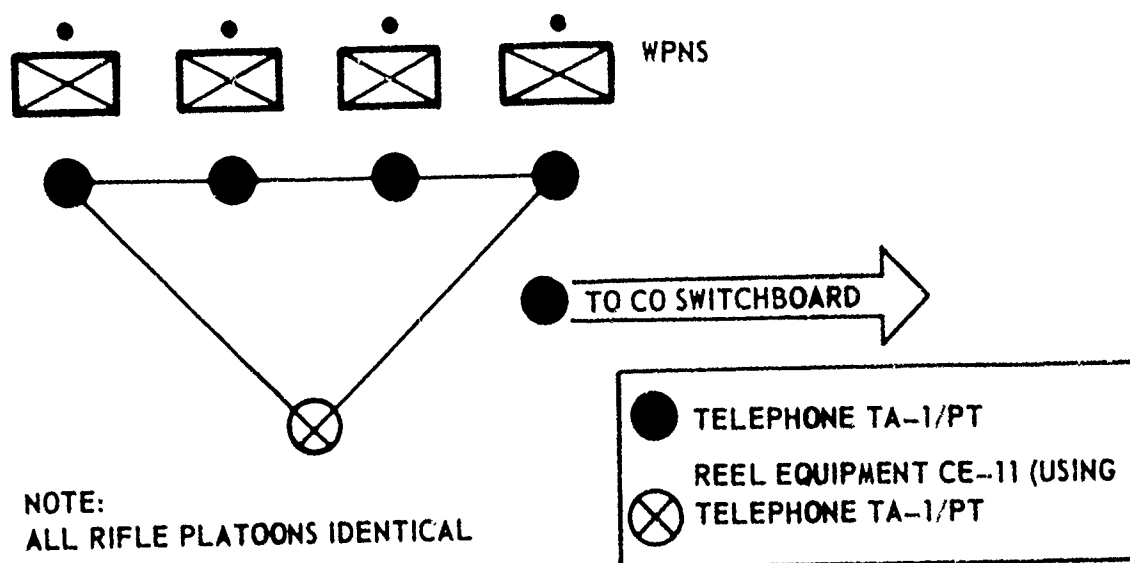 WPNS
TO CO SWITCHBOARD
TELEPHONE TA-1/PT
REEL EQUIPMENT CE-11 (USING
TELEPHONE TA-1/PT
NOTE:
ALL RIFLE PLATOONS IDENTICAL